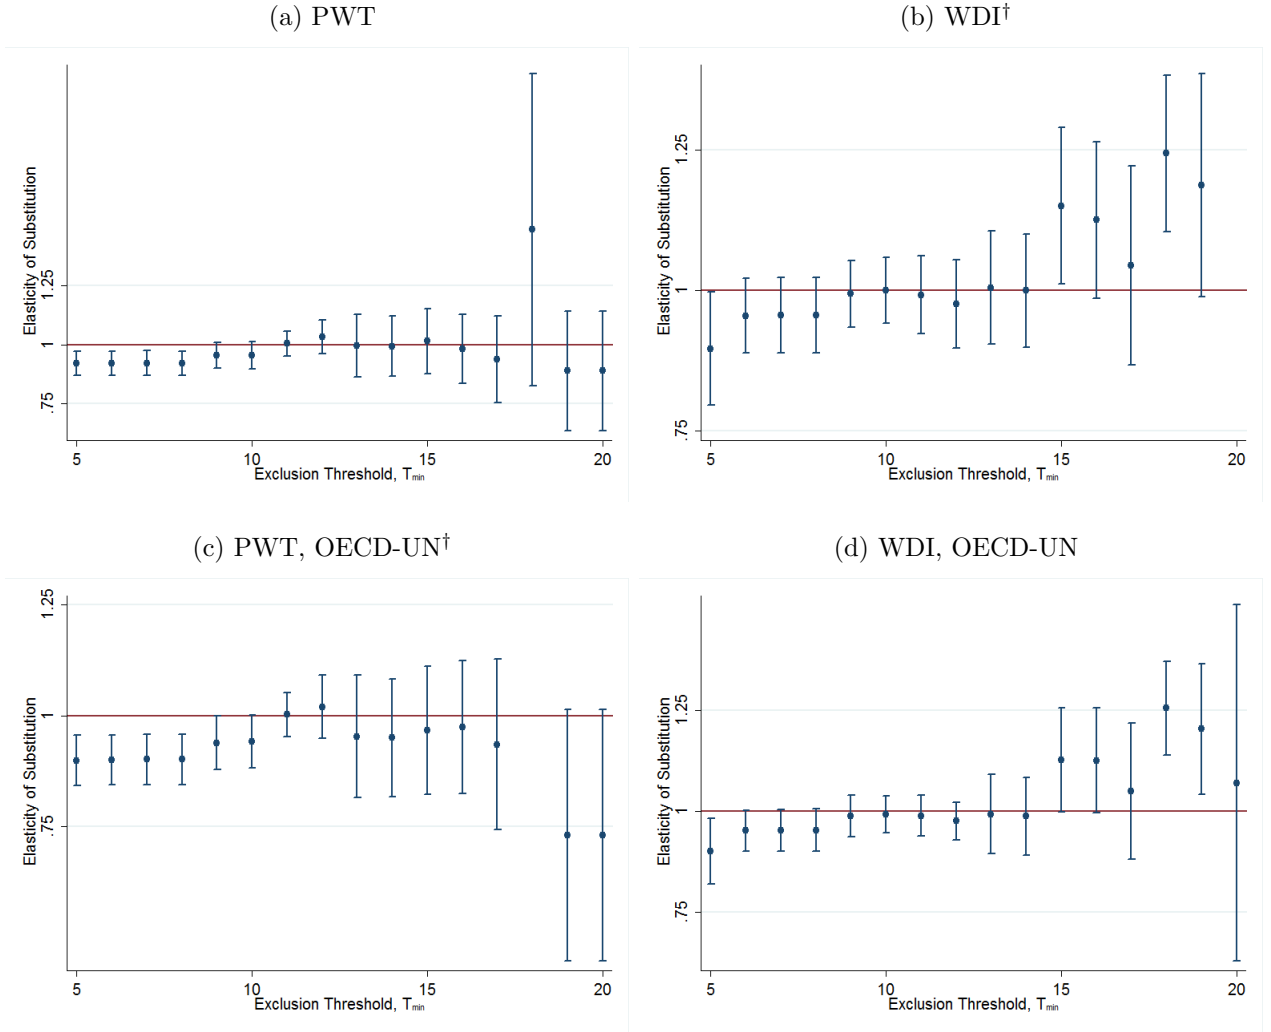 (a) PWT
Elasticity of Substitution
1.25
1
.75
5
10
15
20
Exclusion Threshold, Tmin
(b) WDI†
Elasticity of Substitution
1.25
1
.75
5
10
15
20
Exclusion Threshold, Tmin
(c) PWT, OECD-UN†
Elasticity of Substitution
1.25
1
.75
5
10
15
20
Exclusion Threshold, Tmin
(d) WDI, OECD-UN
Elasticity of Substitution
1.25
1
.75
5
10
15
20
Exclusion Threshold, Tmin